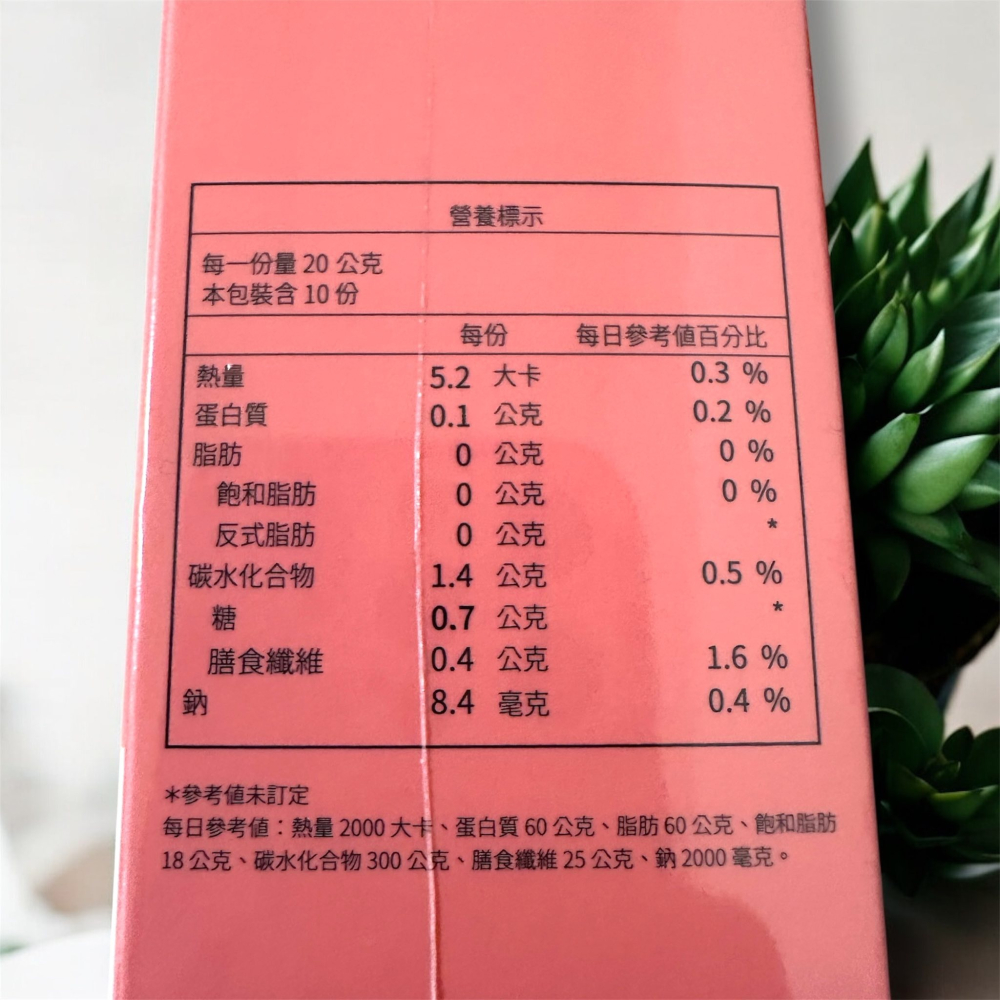 營養標示
每一份量 20 公克
本包裝含 10 份
每份 每日參考值百分比
熱量 5.2 大卡 0.3 %
蛋白質 0.1 公克 0.2 %
脂肪 0 公克 0 %
飽和脂肪 0 公克 0 %
反式脂肪 0 公克 *
碳水化合物 1.4 公克 0.5 %
糖 0.7 公克 *
膳食纖維 0.4 公克 1.6 %
鈉 8.4 毫克 0.4 %
*參考值未訂定
每日參考值：熱量 2000 大卡、蛋白質 60 公克、脂肪 60 公克、飽和脂肪
18 公克、碳水化合物 300 公克、膳食纖維 25 公克、鈉 2000 毫克。